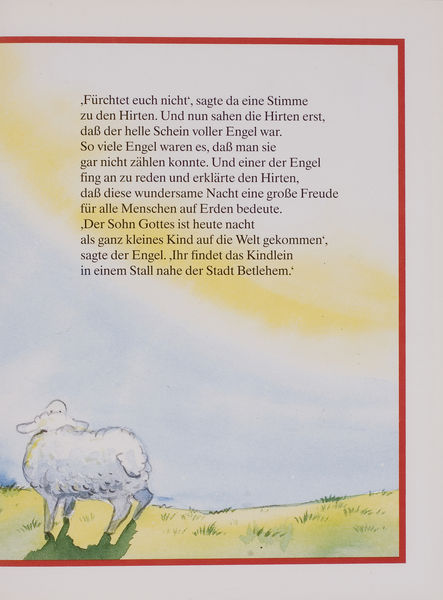 ‚Fürchtet euch nicht‘, sagte da eine Stimme
zu den Hirten. Und nun sahen die Hirten erst,
daß der helle Schein voller Engel war.
So viele Engel waren es, daß man sie
gar nicht zählen konnte. Und einer der Engel
fing an zu reden und erklärte den Hirten,
daß diese wundersame Nacht eine große Freude
für alle Menschen auf Erden bedeute.
‚Der Sohn Gottes ist heute nacht
als ganz kleines Kind auf die Welt gekommen‘,
sagte der Engel. ‚Ihr findet das Kindlein
in einem Stall nahe der Stadt Betlehem.‘